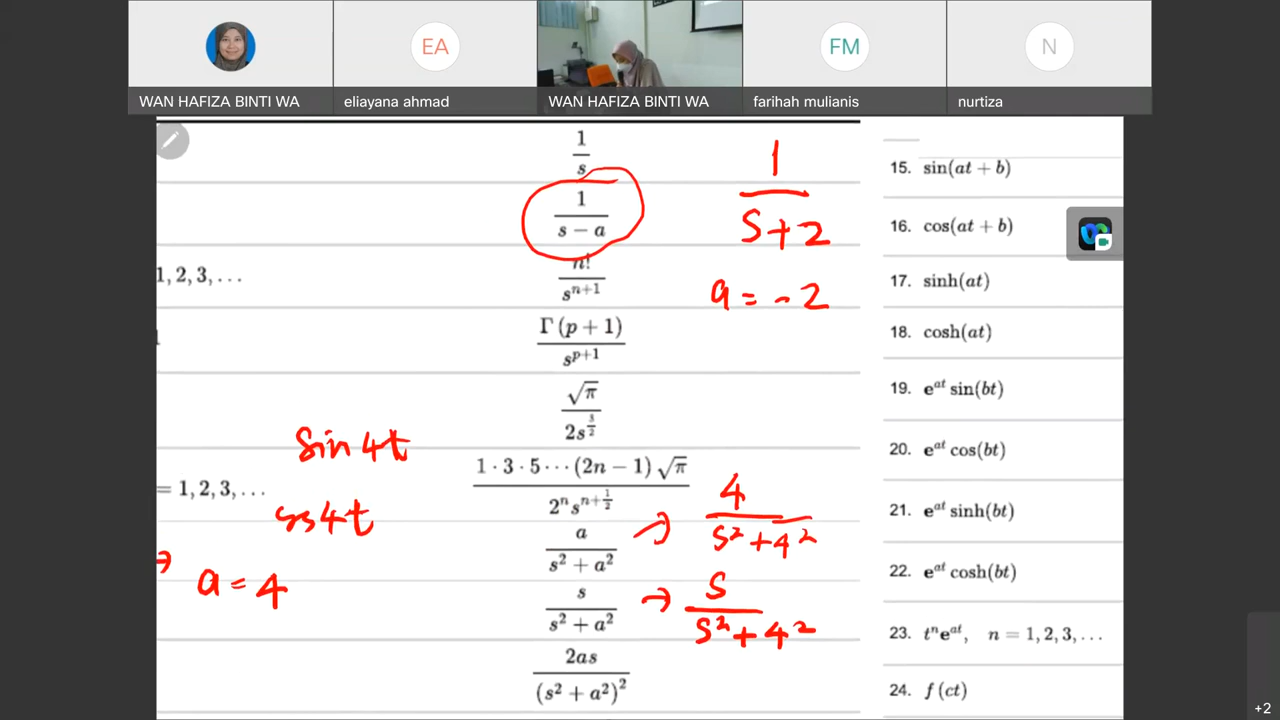 EA
FM
N
WAN HAFIZA BINTI WA
eliayana ahmad
WAN HAFIZA BINTI WA
farihah mulianis
nurtiza
1/s
1/(s − a)
1/(S+2)
a = -2
1, 2, 3, …
n!/s^{n+1}
Γ(p + 1)/s^{p+1}
√π/2s^{3/2}
sin 4t
= 1, 2, 3, …
1 · 3 · 5 ⋯ (2n − 1) √π/2^n s^{n+1/2}
4t
a/(s² + a²)
→ 4/(S² + 4²)
a = 4
s/(s² + a²)
→ S/(S² + 4²)
2as/(s² + a²)²
15. sin(at + b)
16. cos(at + b)
17. sinh(at)
18. cosh(at)
19. e^{at} sin(bt)
20. e^{at} cos(bt)
21. e^{at} sinh(bt)
22. e^{at} cosh(bt)
23. t^n e^{at}, n = 1, 2, 3, …
24. f(ct)
+2